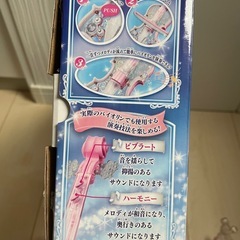 PUSH
3
実際のバイオリンでも使用する
演奏技法を楽しめる!
ビブラート
音を揺らして
抑揚のある
サウンドになります
ハーモニー
メロディが和音になり、
奥行きのある
サウンドになります